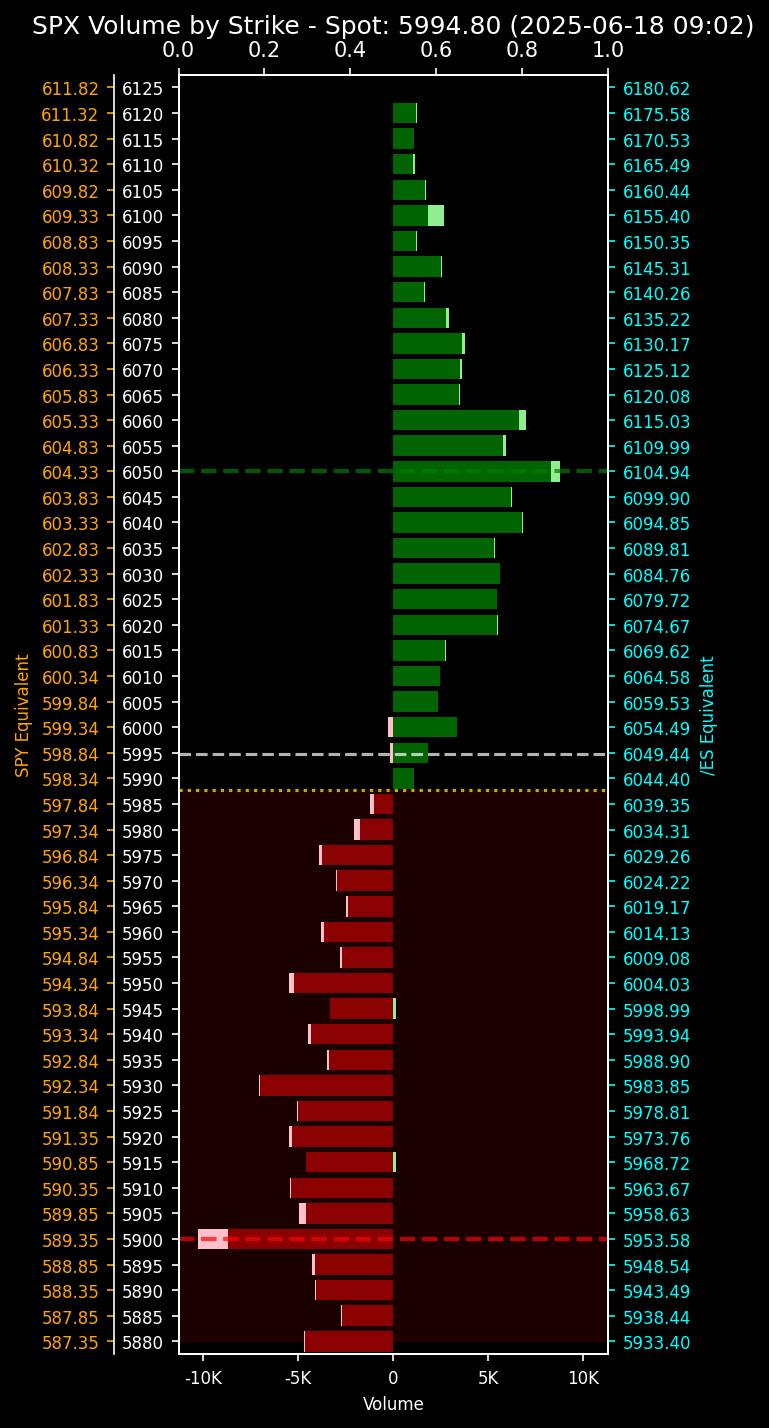 SPX Volume by Strike - Spot: 5994.80 (2025-06-18 09:02)
0.0 0.2 0.4 0.6 0.8 1.0
611.82 6125 6180.62
611.32 6120 6175.58
610.82 6115 6170.53
610.32 6110 6165.49
609.82 6105 6160.44
609.33 6100 6155.40
608.83 6095 6150.35
608.33 6090 6145.31
607.83 6085 6140.26
607.33 6080 6135.22
606.83 6075 6130.17
606.33 6070 6125.12
605.83 6065 6120.08
605.33 6060 6115.03
604.83 6055 6109.99
604.33 6050 6104.94
603.83 6045 6099.90
603.33 6040 6094.85
602.83 6035 6089.81
602.33 6030 6084.76
601.83 6025 6079.72
601.33 6020 6074.67
600.83 6015 6069.62
600.34 6010 6064.58
599.84 6005 6059.53
599.34 6000 6054.49
598.84 5995 6049.44
598.34 5990 6044.40
597.84 5985 6039.35
597.34 5980 6034.31
596.84 5975 6029.26
596.34 5970 6024.22
595.84 5965 6019.17
595.34 5960 6014.13
594.84 5955 6009.08
594.34 5950 6004.03
593.84 5945 5998.99
593.34 5940 5993.94
592.84 5935 5988.90
592.34 5930 5983.85
591.84 5925 5978.81
591.35 5920 5973.76
590.85 5915 5968.72
590.35 5910 5963.67
589.85 5905 5958.63
589.35 5900 5953.58
588.85 5895 5948.54
588.35 5890 5943.49
587.85 5885 5938.44
587.35 5880 5933.40
SPY Equivalent
/ES Equivalent
-10K -5K 0 5K 10K
Volume